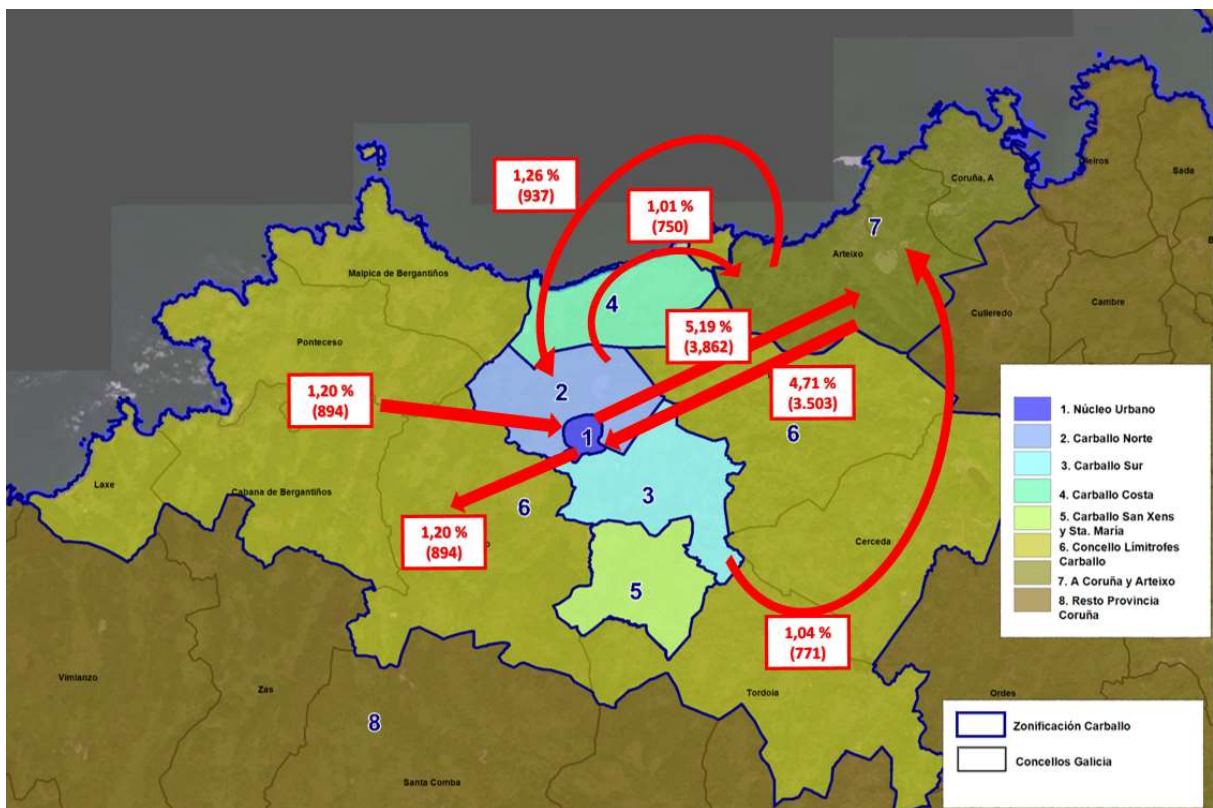 1,26 %
(937)
1,01 %
(750)
Coruña, A
Oleiros
Sada
7
Arteixo
Malpica de Bergantiños
4
Culleredo
Cambre
Ponteceso
5,19 %
(3,862)
1,20 %
(894)
2
4,71 %
(3.503)
1
6
Laxe
Cabana de Bergantiños
3
6
1,20 %
(894)
Cerceda
5
1,04 %
(771)
Vimianzo
Zas
Tordoia
Ordes
8
Santa Comba
1. Núcleo Urbano
2. Carballo Norte
3. Carballo Sur
4. Carballo Costa
5. Carballo San Xens
y Sta. María
6. Concello Limitrofes
Carballo
7. A Coruña y Arteixo
8. Resto Provincia
Coruña
Zonificación Carballo
Concellos Galicia